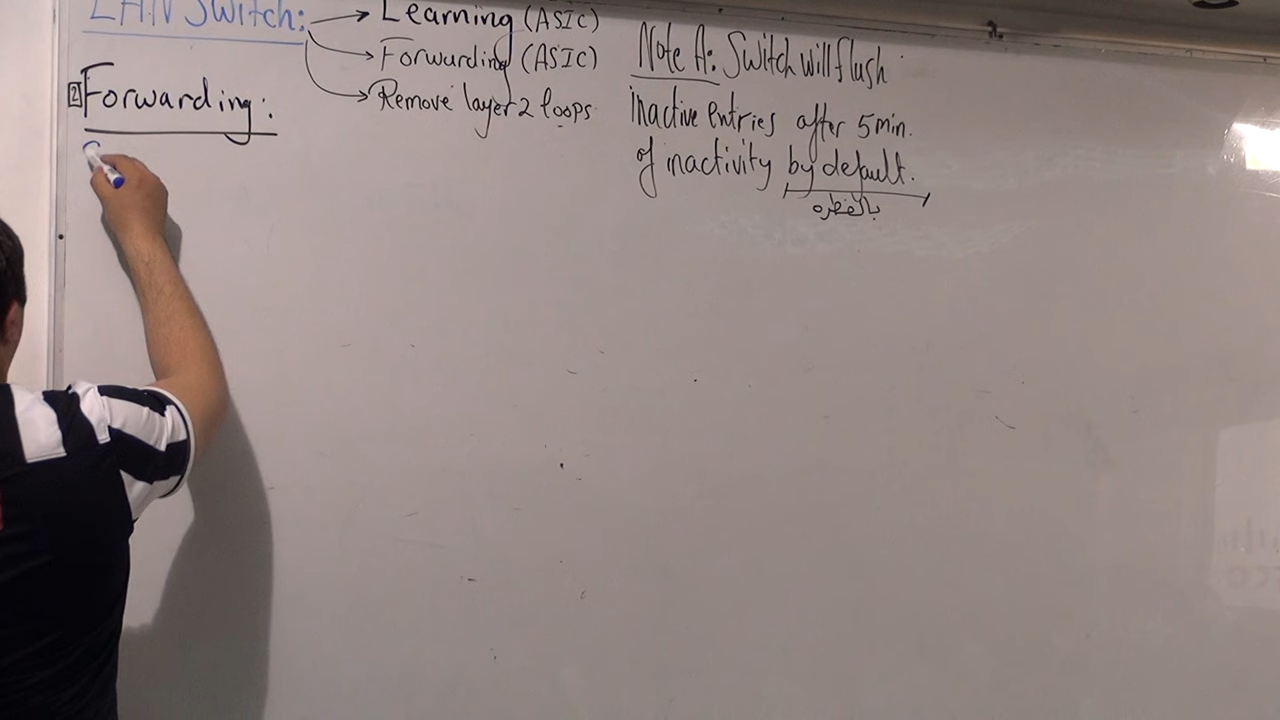 LAN Switch:
Learning (ASIC)
Forwarding (ASIC)
Remove layer 2 loops
2 Forwarding:
Note A: Switch will flush
inactive entries after 5 min.
of inactivity by default.
بالفطره